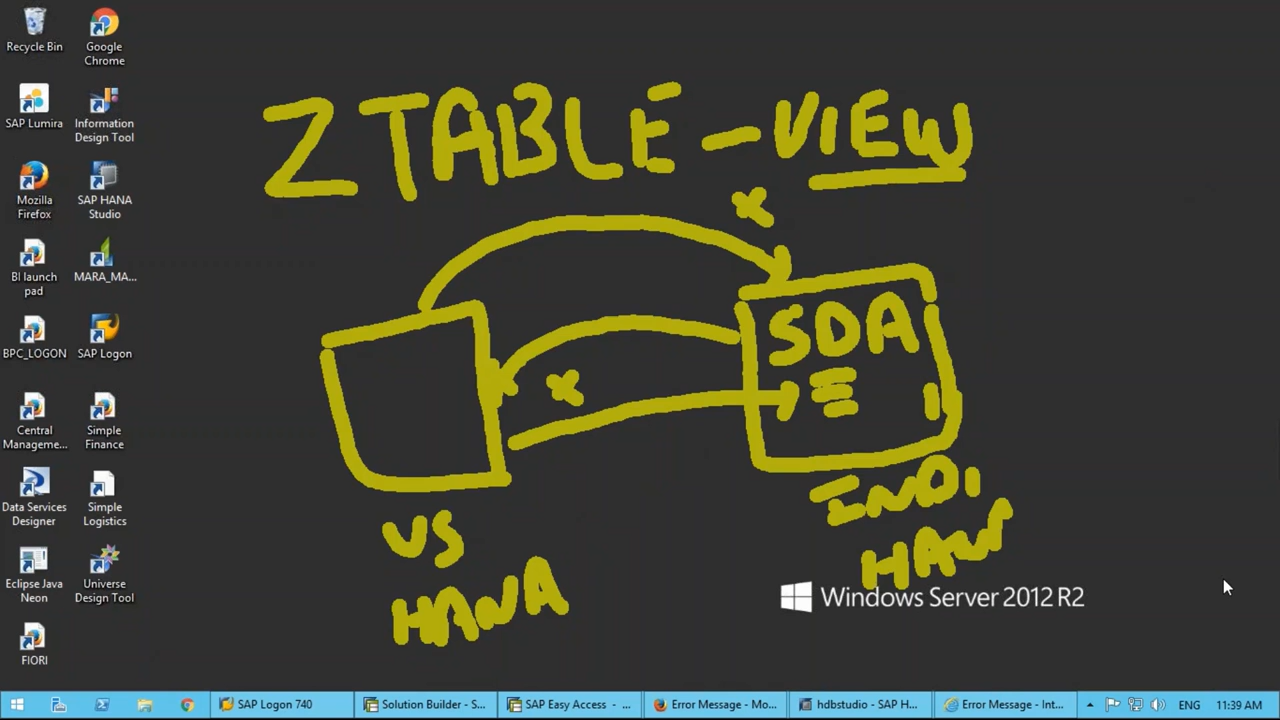 Recycle Bin
Google
Chrome
SAP Lumira
Information
Design Tool
Mozilla
Firefox
SAP HANA
Studio
BI launch
pad
MARA_MA...
BPC_LOGON
SAP Logon
Central
Manageme...
Simple
Finance
Data Services
Designer
Simple
Logistics
Eclipse Java
Neon
Universe
Design Tool
FIORI
Z TABLE - VIEW
x
SDA
x
US
HANA
INDI
Windows Server 2012 R2
SAP Logon 740
Solution Builder - S...
SAP Easy Access - ...
Error Message - Mo...
hdbstudio - SAP H...
Error Message - Int...
ENG
11:39 AM